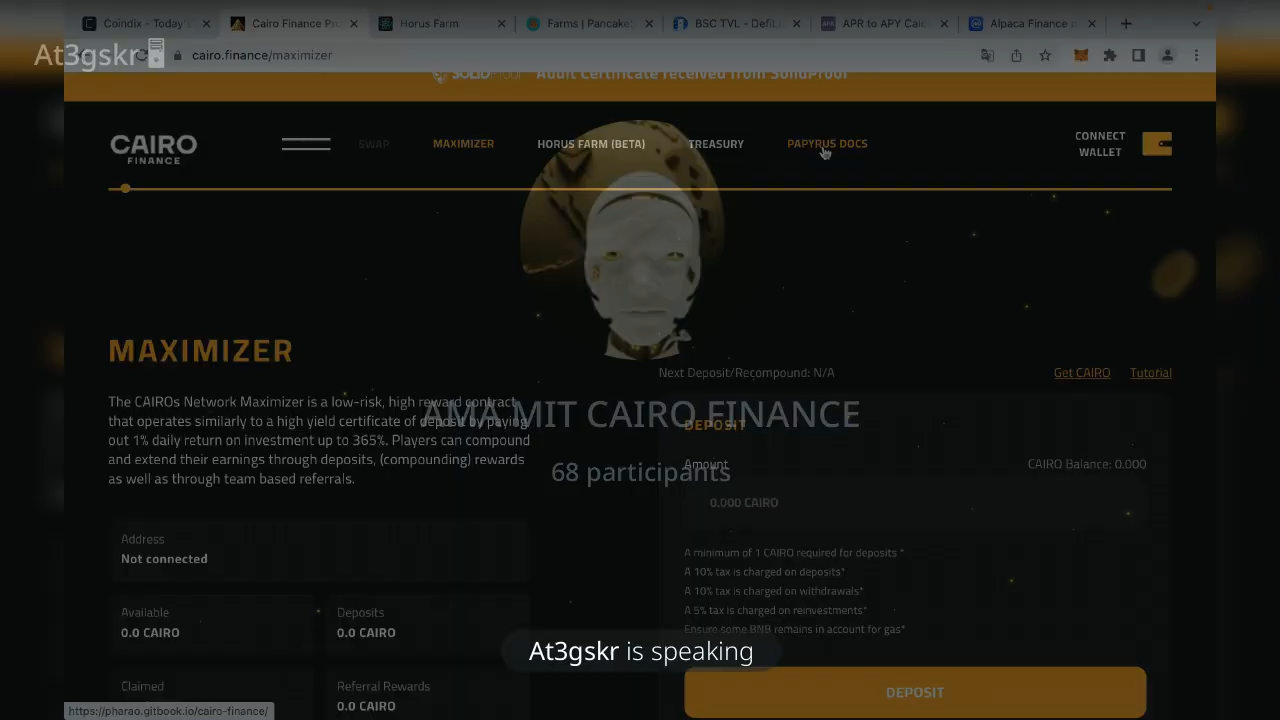 Coindix - Today's
Cairo Finance Pro
Horus Farm
Farms | Pancake
BSC TVL - DefiL
APR to APY Calc
Alpaca Finance
At3gskr
cairo.finance/maximizer
SOLIDProof Audit Certificate received from SolidProof
CAIRO
FINANCE
SWAP
MAXIMIZER
HORUS FARM (BETA)
TREASURY
PAPYRUS DOCS
CONNECT
WALLET
MAXIMIZER
Next Deposit/Recompound: N/A
Get CAIRO
Tutorial
The CAIROs Network Maximizer is a low-risk, high reward contract
that operates similarly to a high yield certificate of deposit by paying
out 1% daily return on investment up to 365%. Players can compound
and extend their earnings through deposits, (compounding) rewards
as well as through team based referrals.
AMA MIT CAIRO FINANCE
68 participants
DEPOSIT
Amount
CAIRO Balance: 0.000
0.000 CAIRO
Address
Not connected
A minimum of 1 CAIRO required for deposits *
A 10% tax is charged on deposits*
A 10% tax is charged on withdrawals*
A 5% tax is charged on reinvestments*
Ensure some BNB remains in account for gas*
Available
0.0 CAIRO
Deposits
0.0 CAIRO
At3gskr is speaking
Claimed
Referral Rewards
0.0 CAIRO
DEPOSIT
https://pharao.gitbook.io/cairo-finance/